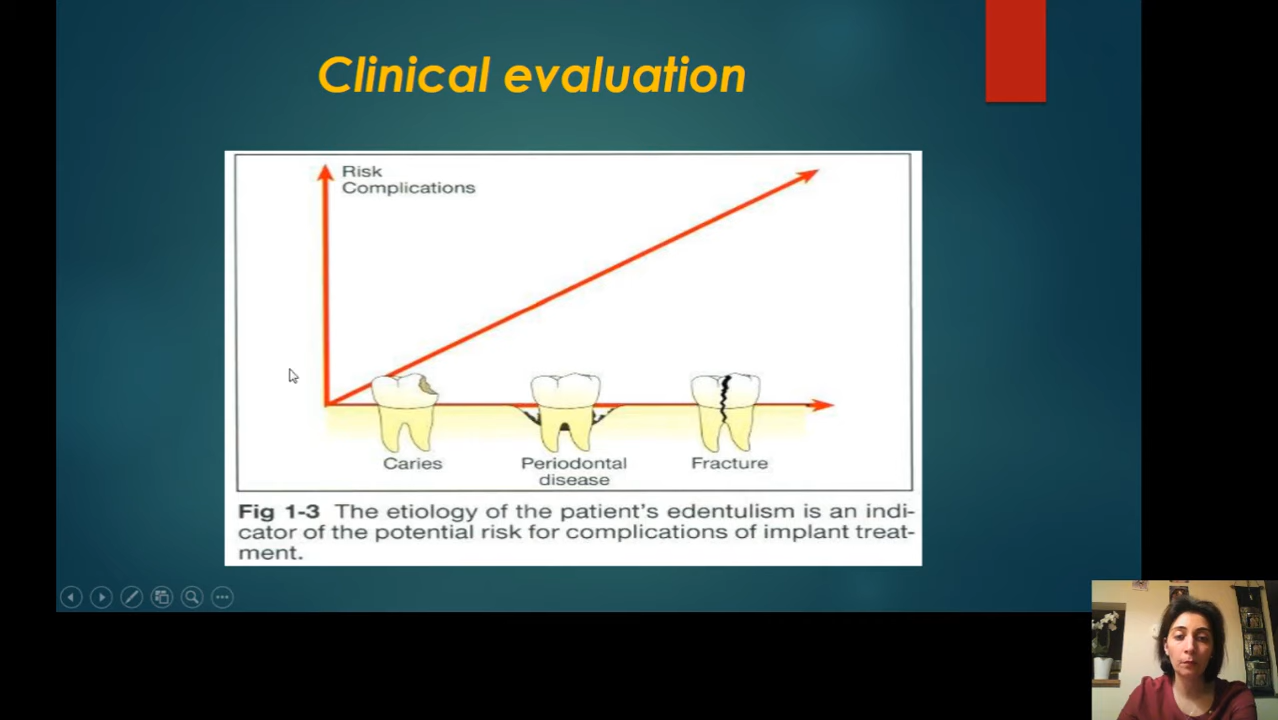 Clinical evaluation
Risk
Complications
Caries
Periodontal
disease
Fracture
Fig 1-3 The etiology of the patient's edentulism is an indi-
cator of the potential risk for complications of implant treat-
ment.